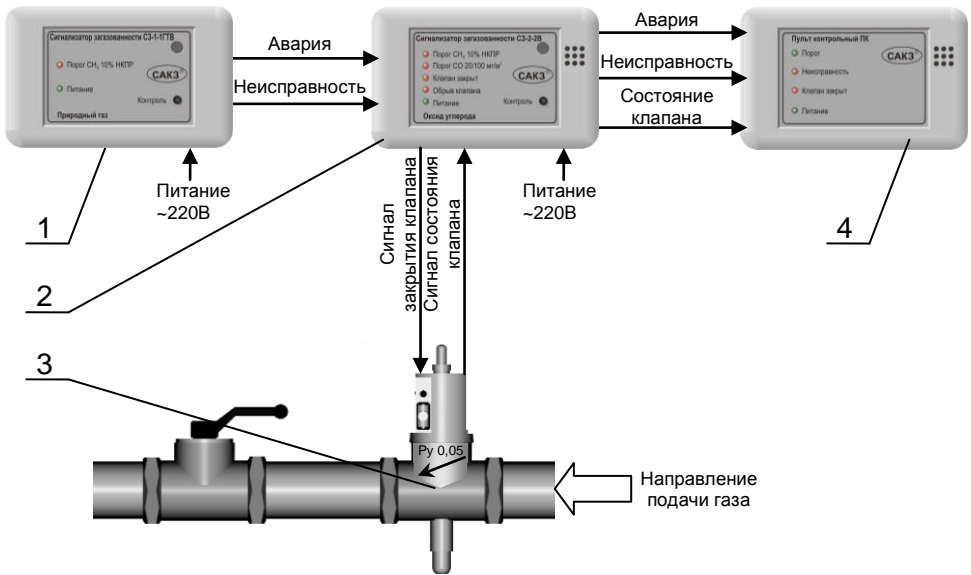 Сигнализатор загазованности СЗ-1-1ГТВ
Порог CH₄ 10% НКПР
САКЗ®
Питание
Контроль
Природный газ
Авария
Неисправность
Сигнализатор загазованности СЗ-2-2В
Порог CH₄ 10% НКПР
Порог CO 20/100 мг/м³
Клапан закрыт
Обрыв клапана
Питание
САКЗ®
Контроль
Оксид углерода
Авария
Неисправность
Состояние
клапана
Пульт контрольный ПК
Порог
Неисправность
Клапан закрыт
Питание
САКЗ®
1
Питание
~220В
Сигнал
закрытия клапана
Сигнал состояния
клапана
Питание
~220В
4
2
3
Ру 0,05
Направление
подачи газа